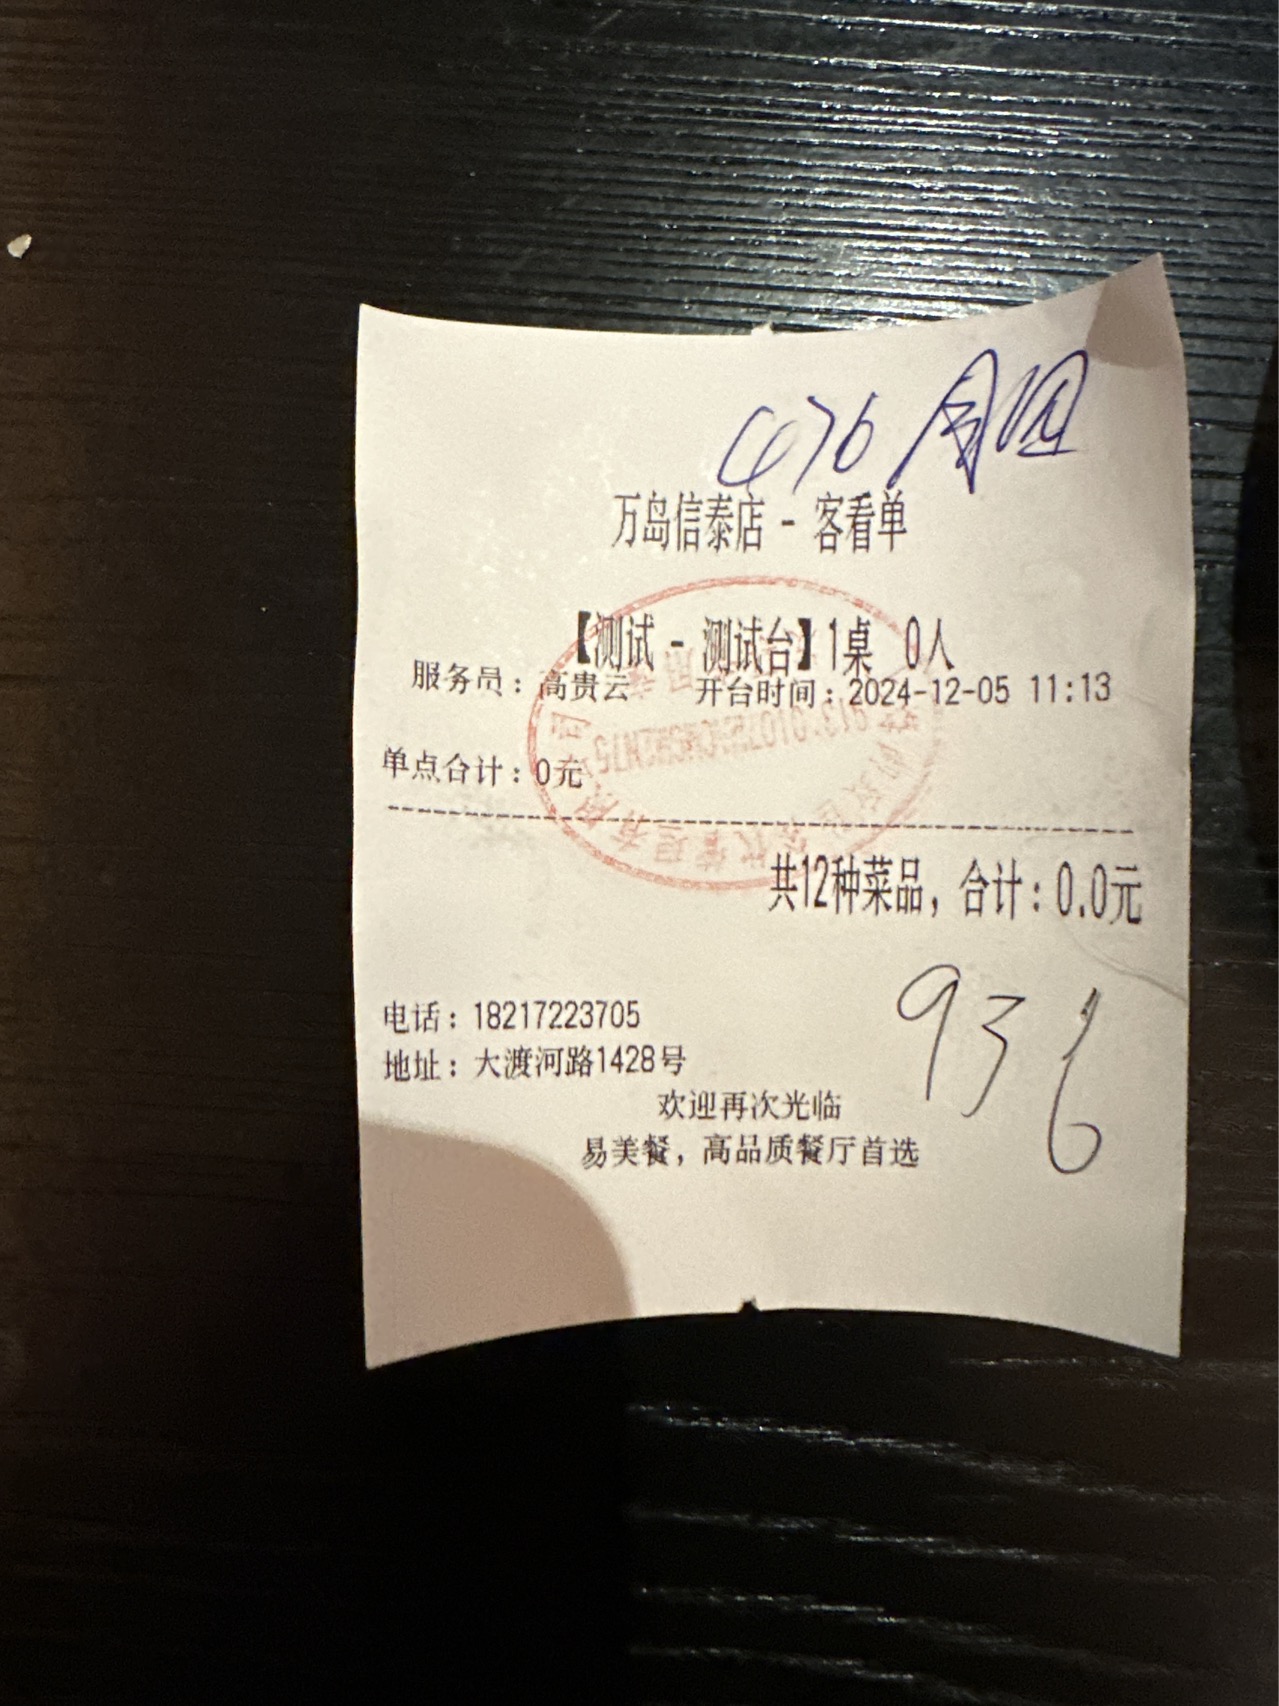 476
万岛信泰店 - 客看单
【测试 - 测试台】1桌 0人
服务员：高贵云 开台时间：2024-12-05 11:13
单点合计：0元
共12种菜品，合计：0.0元
936
电话：18217223705
地址：大渡河路1428号
欢迎再次光临
易美餐，高品质餐厅首选